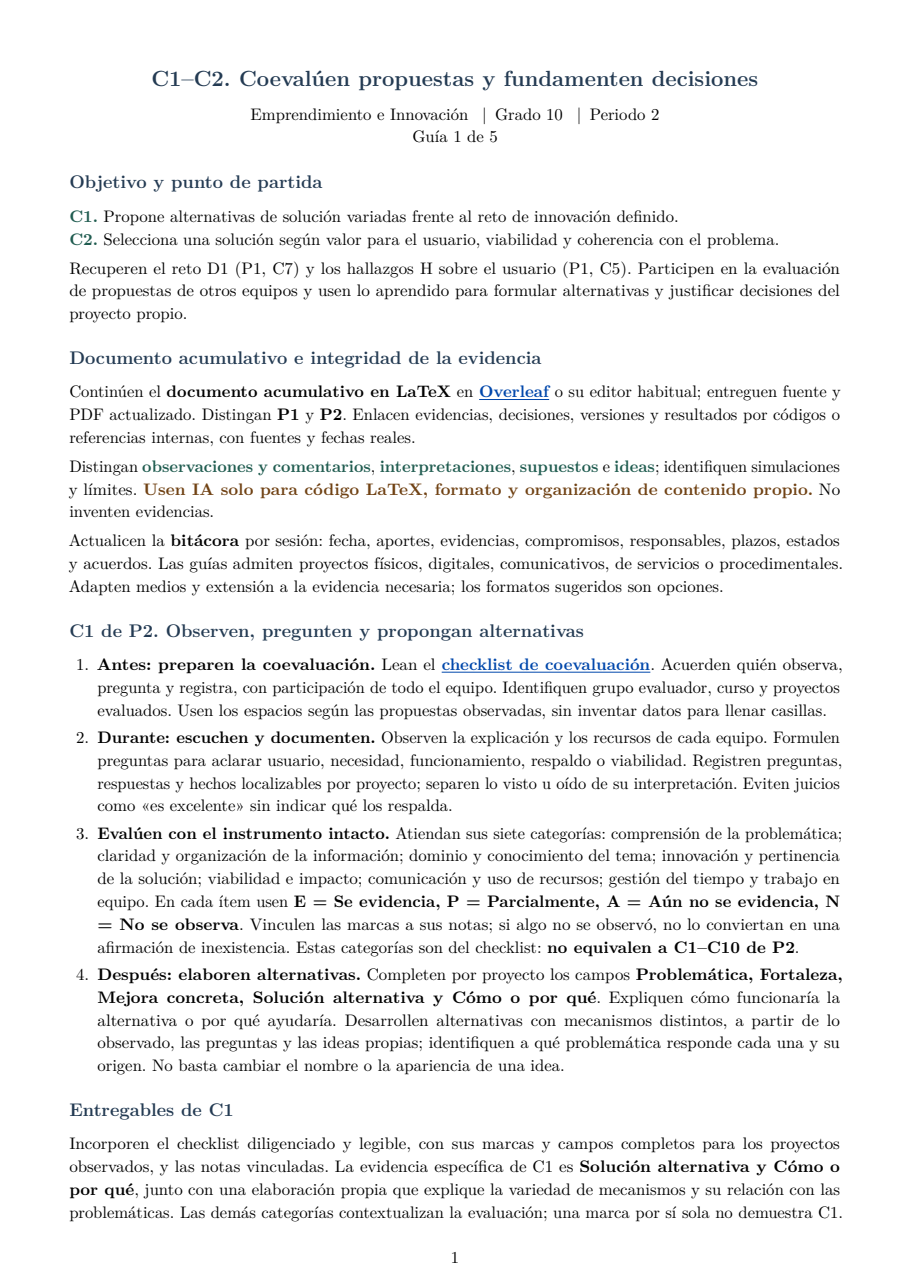 C1–C2. Coevalúen propuestas y fundamenten decisiones
Emprendimiento e Innovación | Grado 10 | Periodo 2
Guía 1 de 5
Objetivo y punto de partida
C1. Propone alternativas de solución variadas frente al reto de innovación definido.
C2. Selecciona una solución según valor para el usuario, viabilidad y coherencia con el problema.
Recuperen el reto D1 (P1, C7) y los hallazgos H sobre el usuario (P1, C5). Participen en la evaluación
de propuestas de otros equipos y usen lo aprendido para formular alternativas y justificar decisiones del
proyecto propio.
Documento acumulativo e integridad de la evidencia
Continúen el documento acumulativo en LaTeX en Overleaf o su editor habitual; entreguen fuente y
PDF actualizado. Distingan P1 y P2. Enlacen evidencias, decisiones, versiones y resultados por códigos o
referencias internas, con fuentes y fechas reales.
Distingan observaciones y comentarios, interpretaciones, supuestos e ideas; identifiquen simulaciones
y límites. Usen IA solo para código LaTeX, formato y organización de contenido propio. No
inventen evidencias.
Actualicen la bitácora por sesión: fecha, aportes, evidencias, compromisos, responsables, plazos, estados
y acuerdos. Las guías admiten proyectos físicos, digitales, comunicativos, de servicios o procedimentales.
Adapten medios y extensión a la evidencia necesaria; los formatos sugeridos son opciones.
C1 de P2. Observen, pregunten y propongan alternativas
1. Antes: preparen la coevaluación. Lean el checklist de coevaluación. Acuerden quién observa,
pregunta y registra, con participación de todo el equipo. Identifiquen grupo evaluador, curso y proyectos
evaluados. Usen los espacios según las propuestas observadas, sin inventar datos para llenar casillas.
2. Durante: escuchen y documenten. Observen la explicación y los recursos de cada equipo. Formulen
preguntas para aclarar usuario, necesidad, funcionamiento, respaldo o viabilidad. Registren preguntas,
respuestas y hechos localizables por proyecto; separen lo visto u oído de su interpretación. Eviten juicios
como «es excelente» sin indicar qué los respalda.
3. Evalúen con el instrumento intacto. Atiendan sus siete categorías: comprensión de la problemática;
claridad y organización de la información; dominio y conocimiento del tema; innovación y pertinencia
de la solución; viabilidad e impacto; comunicación y uso de recursos; gestión del tiempo y trabajo en
equipo. En cada ítem usen E = Se evidencia, P = Parcialmente, A = Aún no se evidencia, N
= No se observa. Vinculen las marcas a sus notas; si algo no se observó, no lo conviertan en una
afirmación de inexistencia. Estas categorías son del checklist: no equivalen a C1–C10 de P2.
4. Después: elaboren alternativas. Completen por proyecto los campos Problemática, Fortaleza,
Mejora concreta, Solución alternativa y Cómo o por qué. Expliquen cómo funcionaría la
alternativa o por qué ayudaría. Desarrollen alternativas con mecanismos distintos, a partir de lo
observado, las preguntas y las ideas propias; identifiquen a qué problemática responde cada una y su
origen. No basta cambiar el nombre o la apariencia de una idea.
Entregables de C1
Incorporen el checklist diligenciado y legible, con sus marcas y campos completos para los proyectos
observados, y las notas vinculadas. La evidencia específica de C1 es Solución alternativa y Cómo o
por qué, junto con una elaboración propia que explique la variedad de mecanismos y su relación con las
problemáticas. Las demás categorías contextualizan la evaluación; una marca por sí sola no demuestra C1.
1